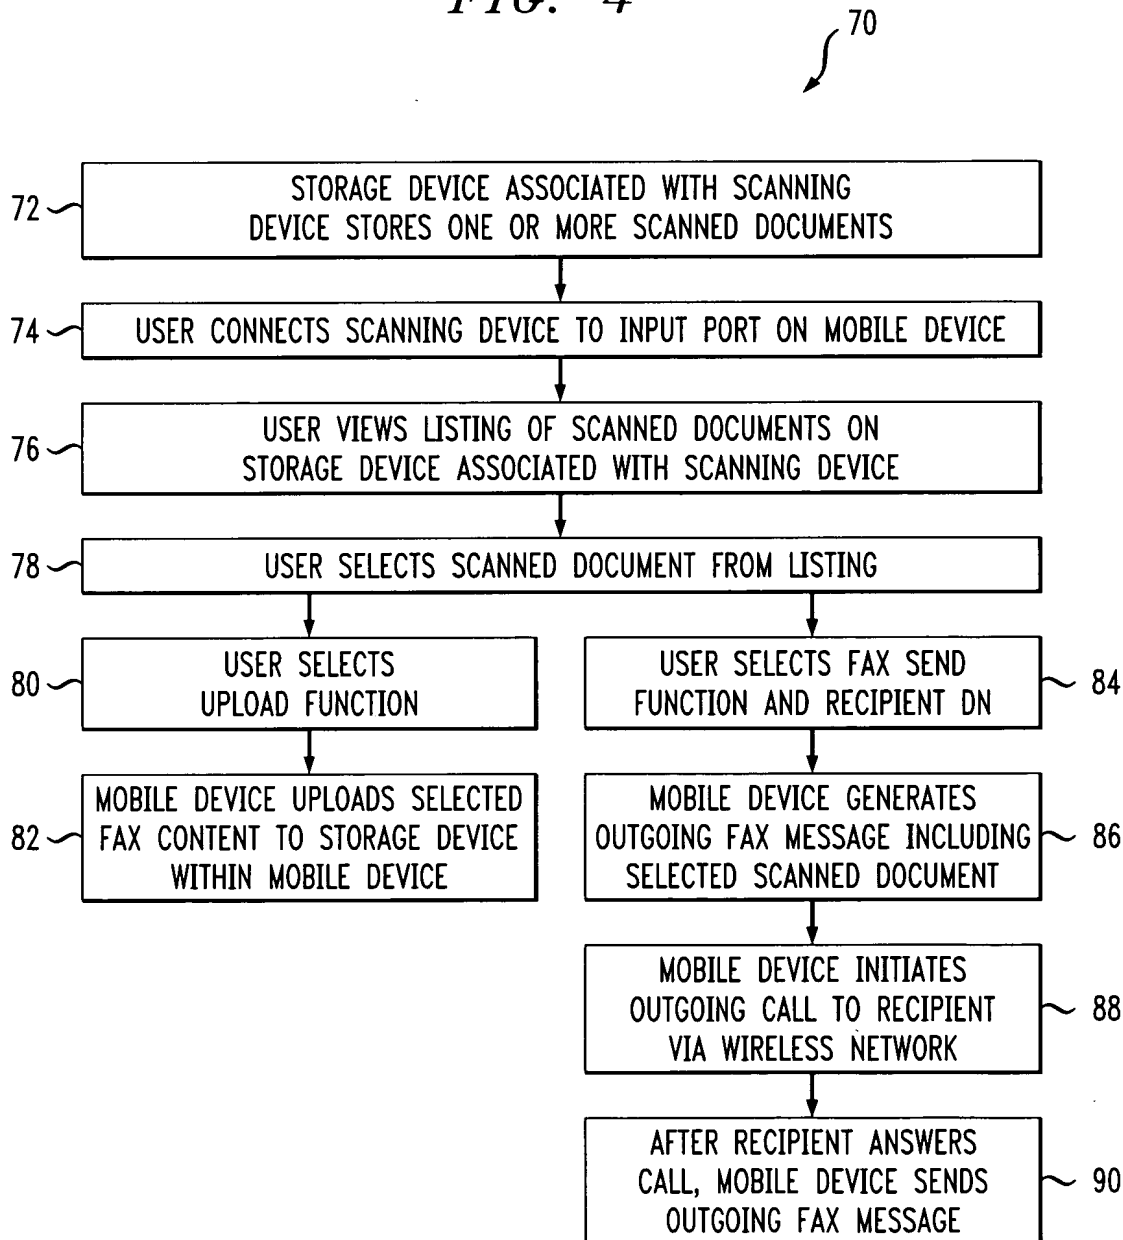 FIG. 4
70
72
STORAGE DEVICE ASSOCIATED WITH SCANNING
DEVICE STORES ONE OR MORE SCANNED DOCUMENTS
74
USER CONNECTS SCANNING DEVICE TO INPUT PORT ON MOBILE DEVICE
76
USER VIEWS LISTING OF SCANNED DOCUMENTS ON
STORAGE DEVICE ASSOCIATED WITH SCANNING DEVICE
78
USER SELECTS SCANNED DOCUMENT FROM LISTING
80
USER SELECTS
UPLOAD FUNCTION
82
MOBILE DEVICE UPLOADS SELECTED
FAX CONTENT TO STORAGE DEVICE
WITHIN MOBILE DEVICE
USER SELECTS FAX SEND
FUNCTION AND RECIPIENT DN
84
MOBILE DEVICE GENERATES
OUTGOING FAX MESSAGE INCLUDING
SELECTED SCANNED DOCUMENT
86
MOBILE DEVICE INITIATES
OUTGOING CALL TO RECIPIENT
VIA WIRELESS NETWORK
88
AFTER RECIPIENT ANSWERS
CALL, MOBILE DEVICE SENDS
OUTGOING FAX MESSAGE
90